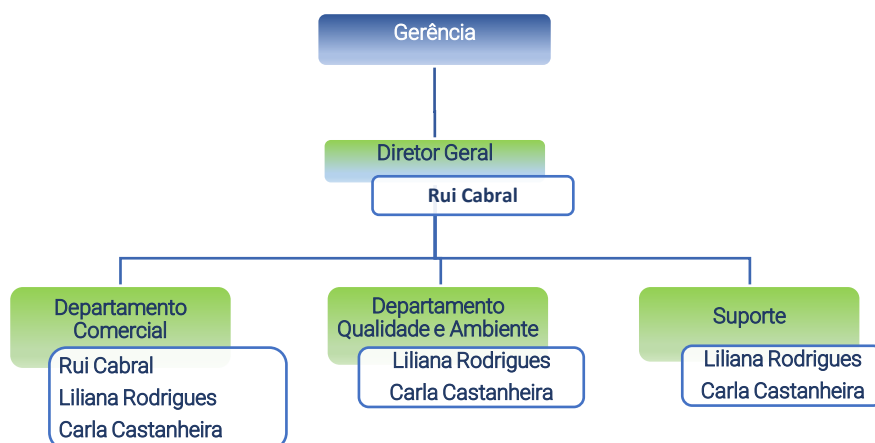 Gerência
Diretor Geral
Rui Cabral
Departamento
Comercial
Rui Cabral
Liliana Rodrigues
Carla Castanheira
Departamento
Qualidade e Ambiente
Liliana Rodrigues
Carla Castanheira
Suporte
Liliana Rodrigues
Carla Castanheira